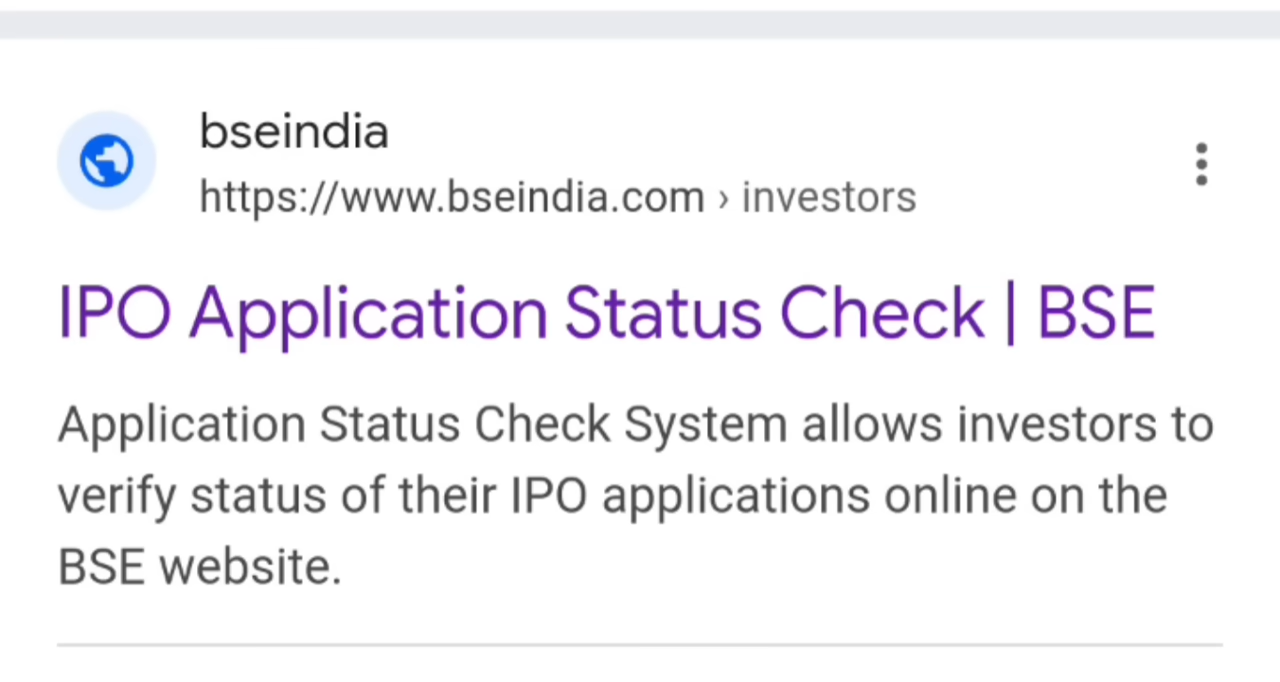 bseindia
https://www.bseindia.com › investors
IPO Application Status Check | BSE
Application Status Check System allows investors to
verify status of their IPO applications online on the
BSE website.